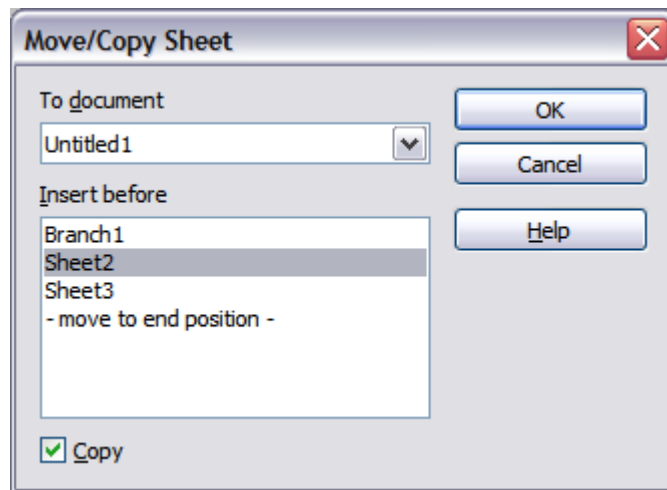 Move/Copy Sheet
To document
Untitled1
Insert before
Branch1
Sheet2
Sheet3
- move to end position -
Copy
OK
Cancel
Help